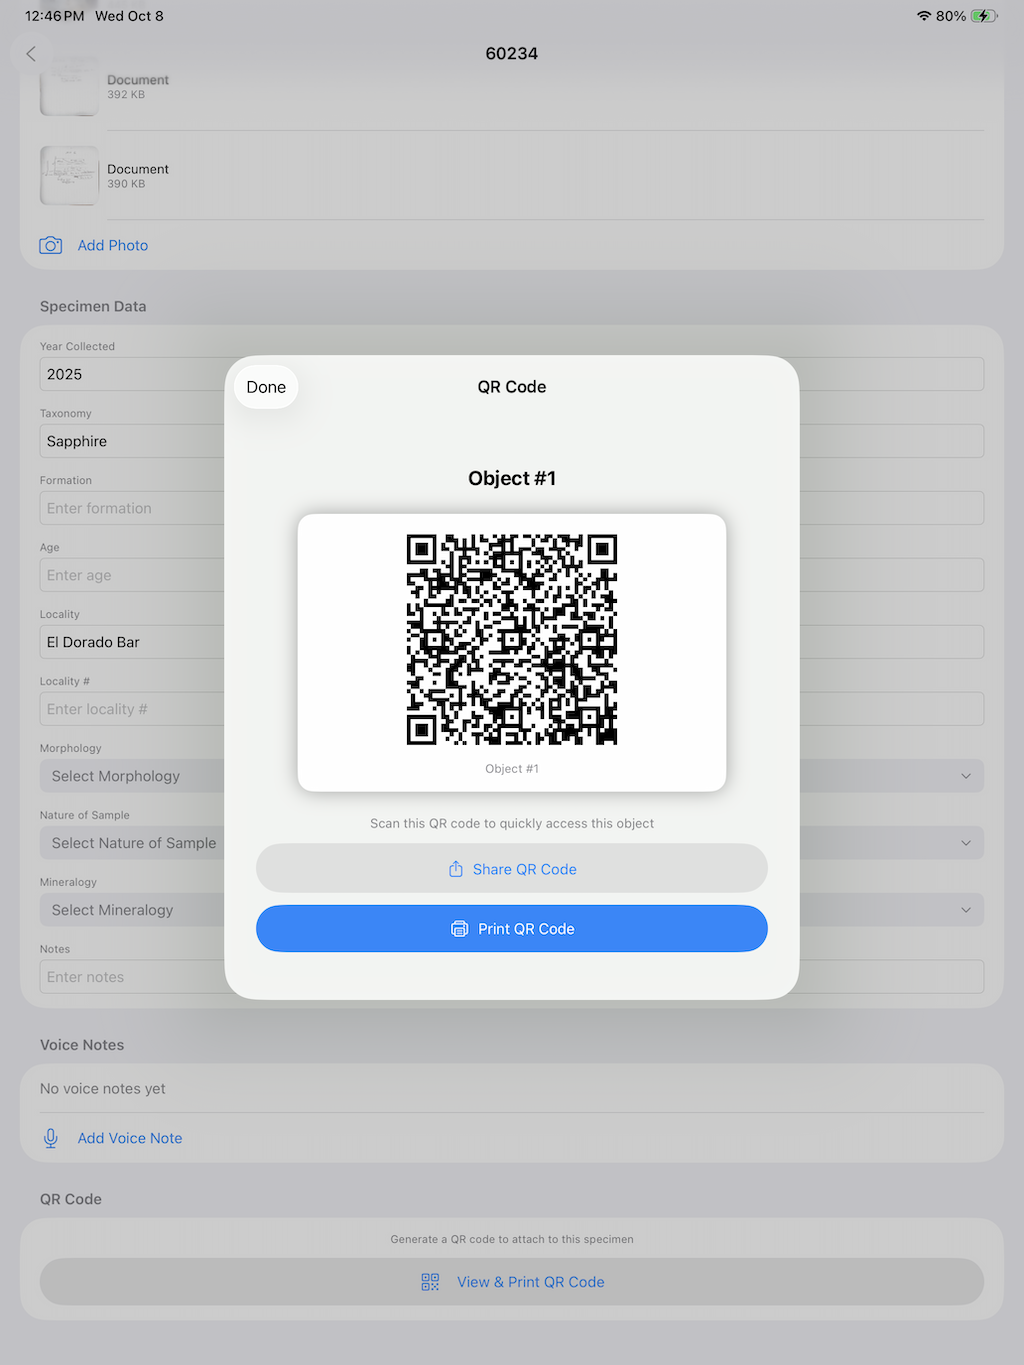 12:46 PM Wed Oct 8
80%
60234
Document
392 KB
Document
390 KB
Add Photo
Specimen Data
Year Collected
2025
Taxonomy
Sapphire
Formation
Enter formation
Age
Enter age
Locality
El Dorado Bar
Locality #
Enter locality #
Morphology
Select Morphology
Nature of Sample
Select Nature of Sample
Mineralogy
Select Mineralogy
Notes
Enter notes
Done
QR Code
Object #1
Object #1
Scan this QR code to quickly access this object
Share QR Code
Print QR Code
Voice Notes
No voice notes yet
Add Voice Note
QR Code
Generate a QR code to attach to this specimen
View & Print QR Code